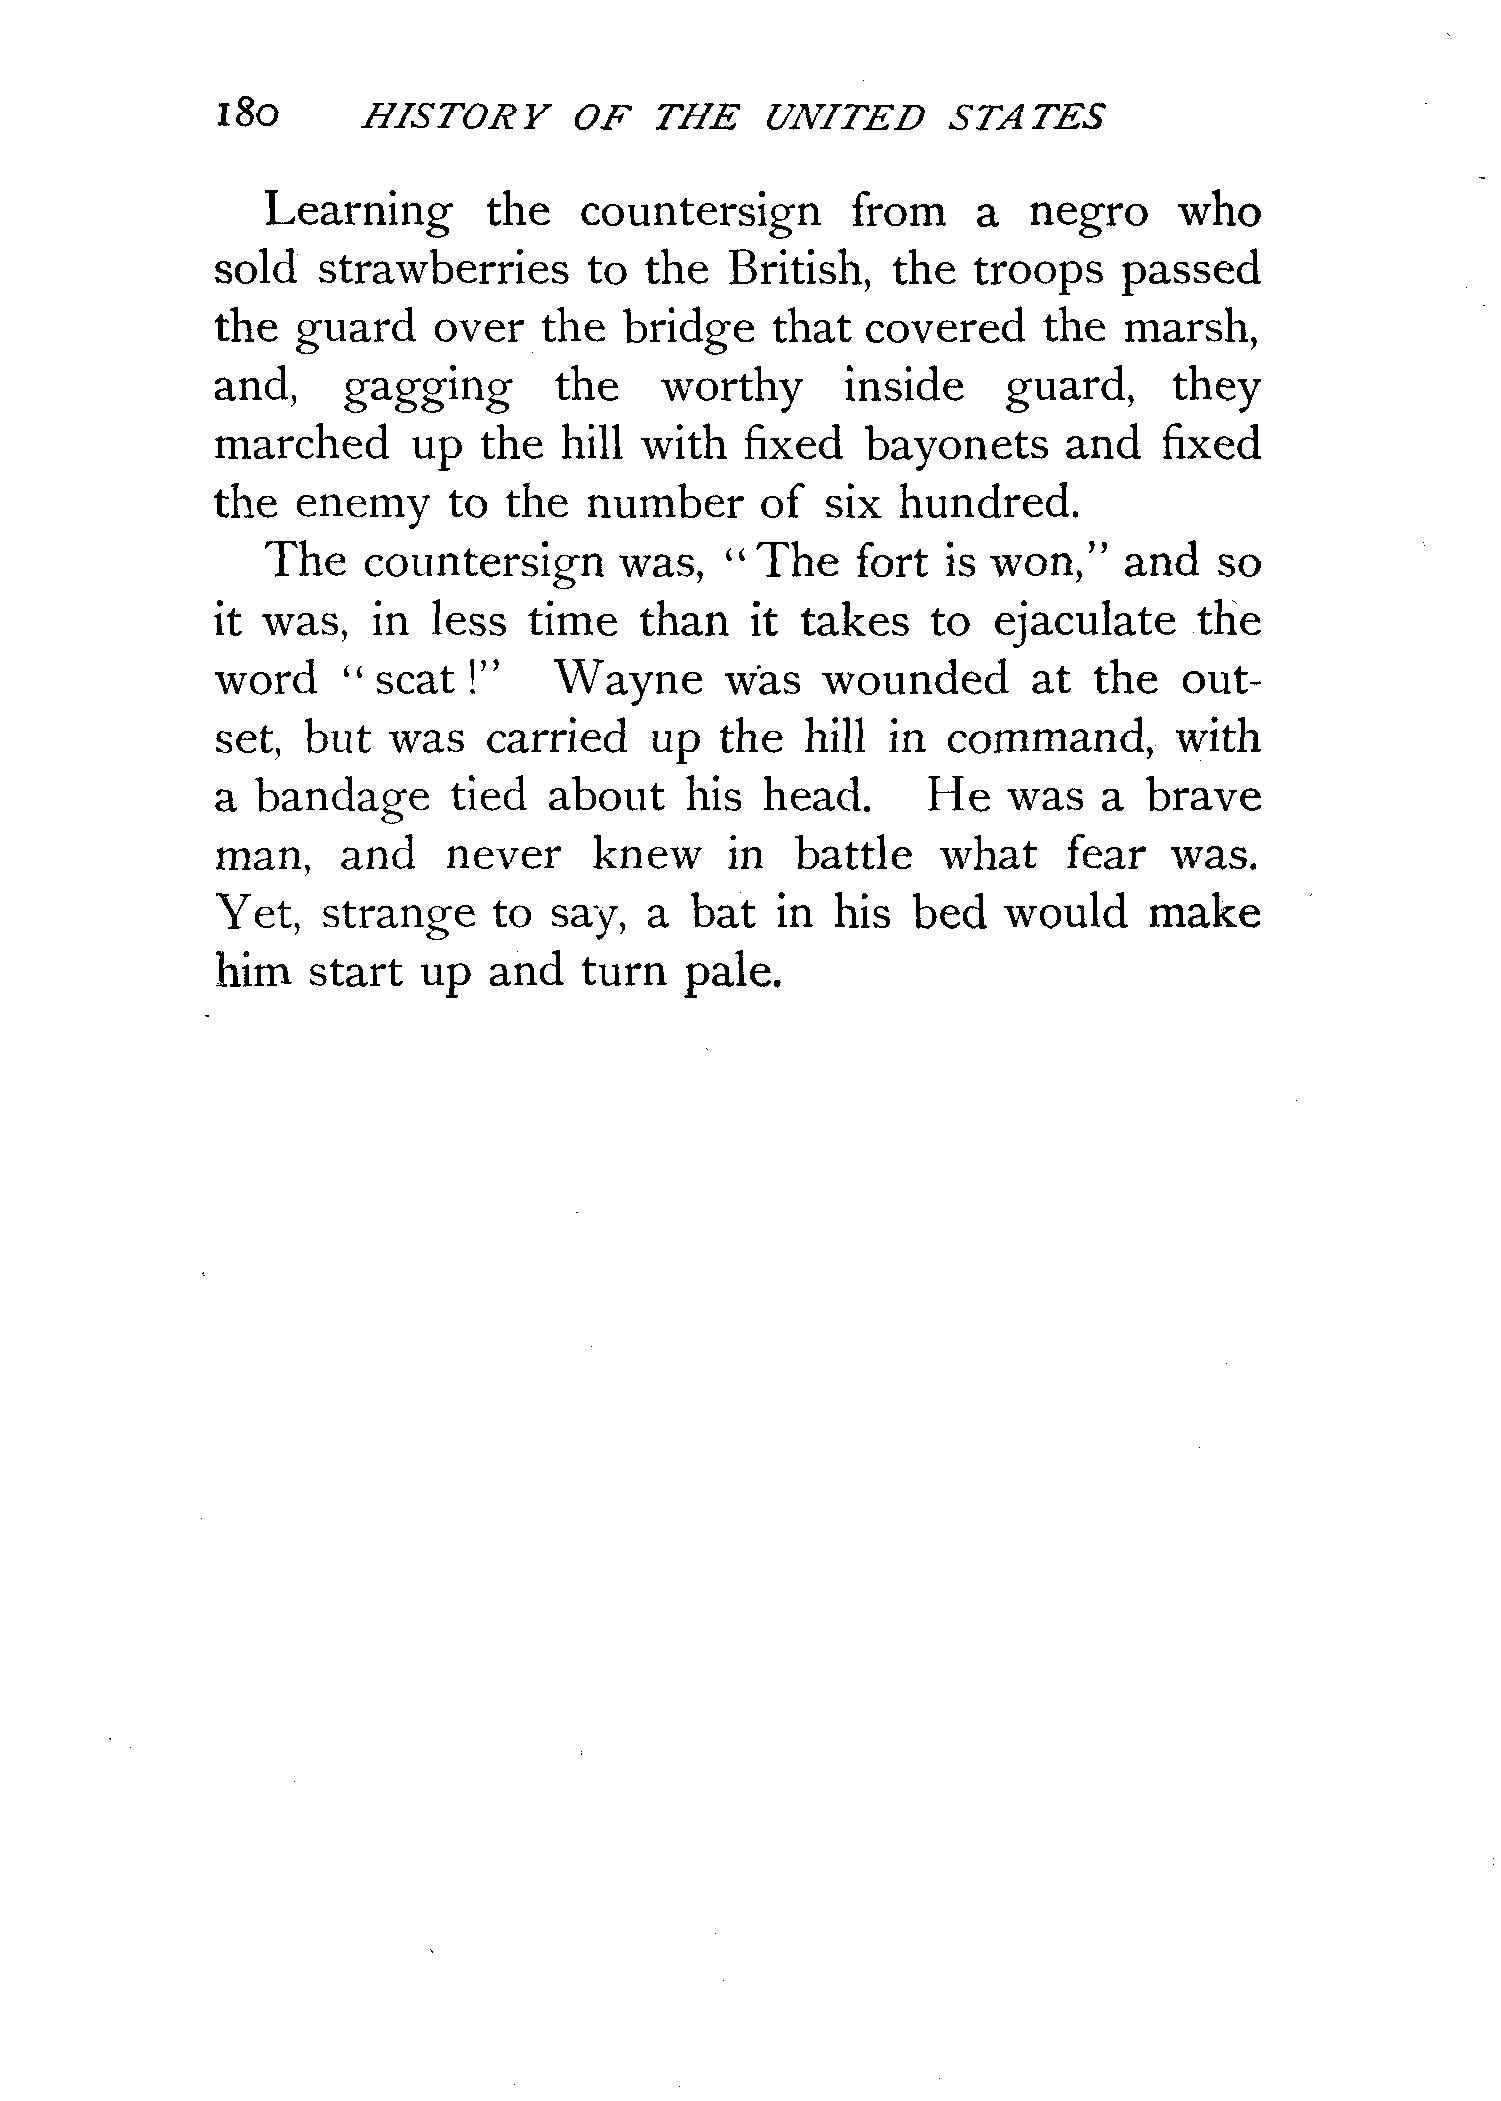 180 HISTORY OF THE UNITED STATES
Learning the countersign from a negro who
sold strawberries to the British, the troops passed
the guard over the bridge that covered the marsh,
and, gagging the worthy inside guard, they
marched up the hill with fixed bayonets and fixed
the enemy to the number of six hundred.
The countersign was, “The fort is won,” and so
it was, in less time than it takes to ejaculate the
word “scat!” Wayne was wounded at the out-
set, but was carried up the hill in command, with
a bandage tied about his head. He was a brave
man, and never knew in battle what fear was.
Yet, strange to say, a bat in his bed would make
him start up and turn pale.